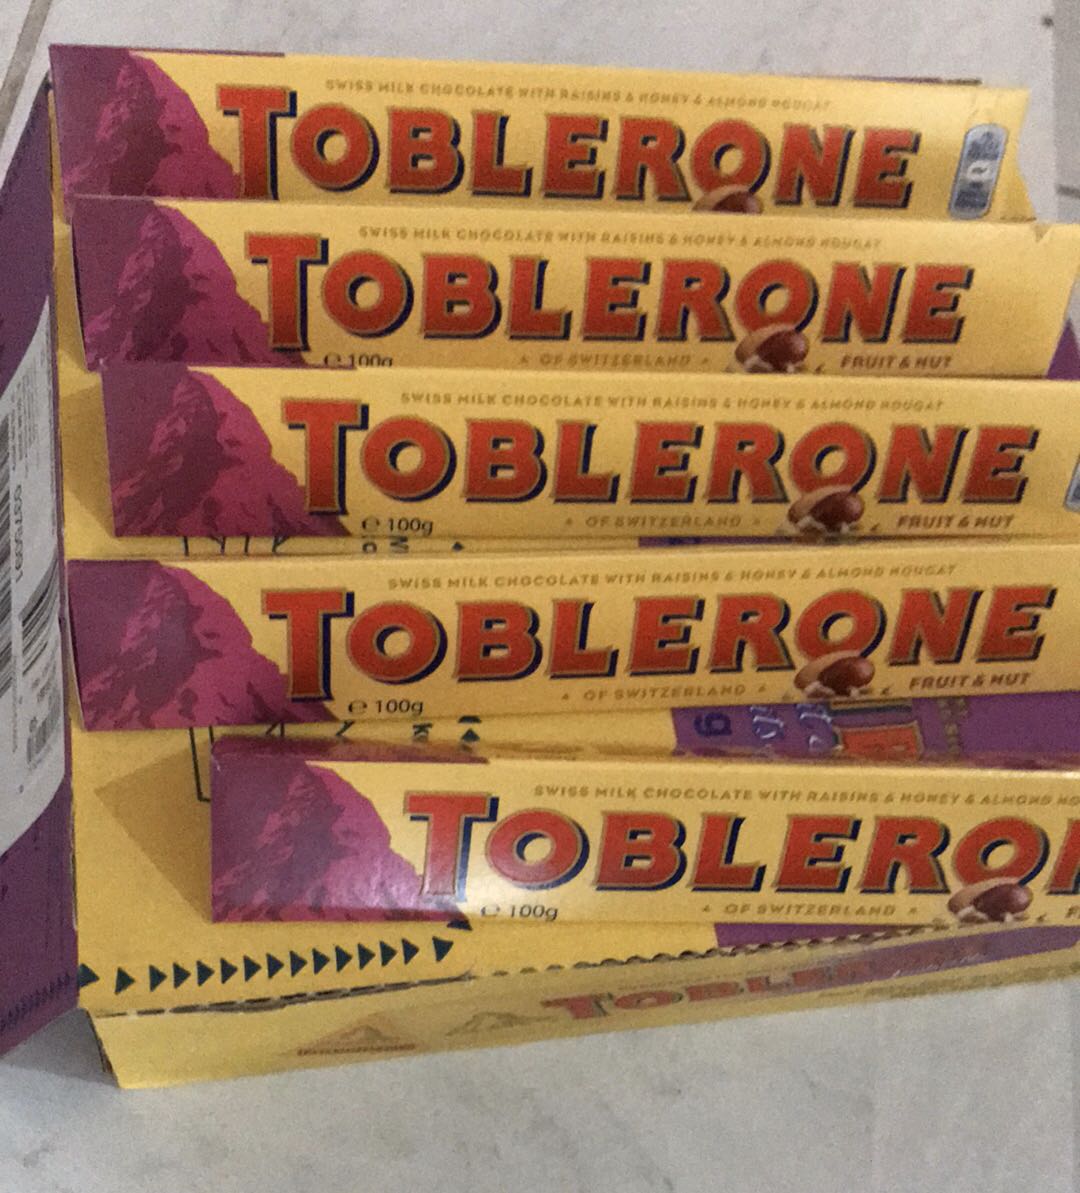 SWISS MILK CHOCOLATE WITH RAISINS & HONEY & ALMOND NOUGAT
TOBLERONE
SWISS MILK CHOCOLATE WITH RAISINS & HONEY & ALMOND NOUGAT
TOBLERONE
e 100g
OF SWITZERLAND
FRUIT & NUT
SWISS MILK CHOCOLATE WITH RAISINS & HONEY & ALMOND NOUGAT
TOBLERONE
e 100g
OF SWITZERLAND
FRUIT & NUT
SWISS MILK CHOCOLATE WITH RAISINS & HONEY & ALMOND NOUGAT
TOBLERONE
e 100g
OF SWITZERLAND
FRUIT & NUT
SWISS MILK CHOCOLATE WITH RAISINS & HONEY & ALMOND NO
TOBLERO
e 100g
OF SWITZERLAND
F